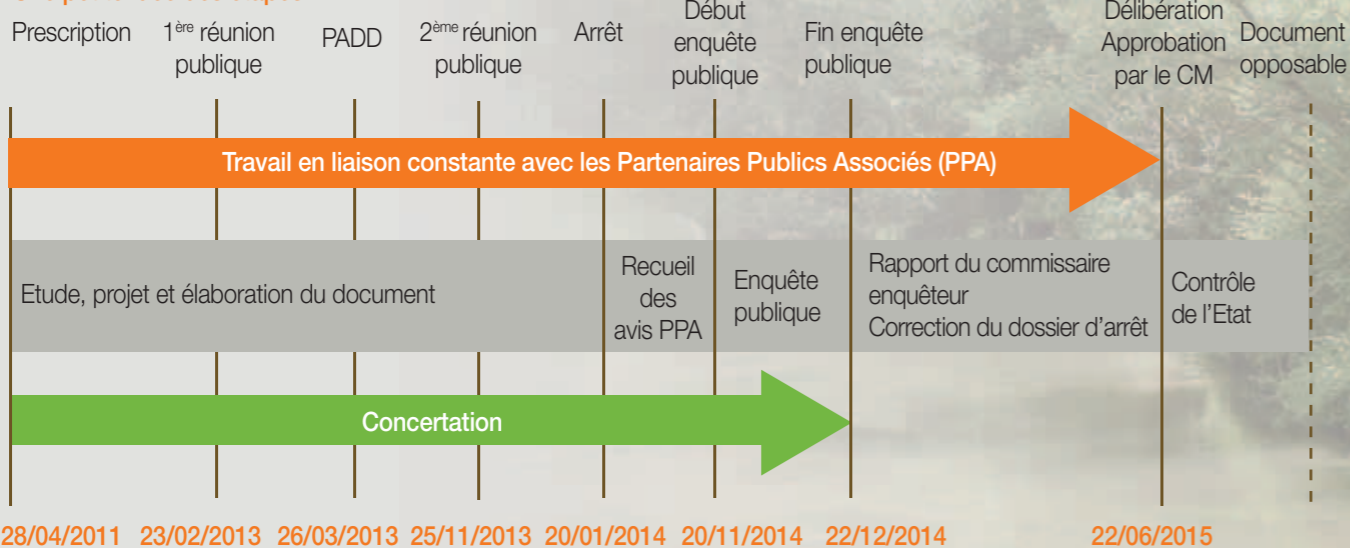 Prescription
1ère réunion
publique
PADD
2ème réunion
publique
Arrêt
Début
enquête
publique
Fin enquête
publique
Délibération
Approbation
par le CM
Document
opposable
Travail en liaison constante avec les Partenaires Publics Associés (PPA)
Etude, projet et élaboration du document
Recueil
des
avis PPA
Enquête
publique
Rapport du commissaire
enquêteur
Correction du dossier d’arrêt
Contrôle
de l’Etat
Concertation
28/04/2011 23/02/2013 26/03/2013 25/11/2013 20/01/2014 20/11/2014 22/12/2014 22/06/2015